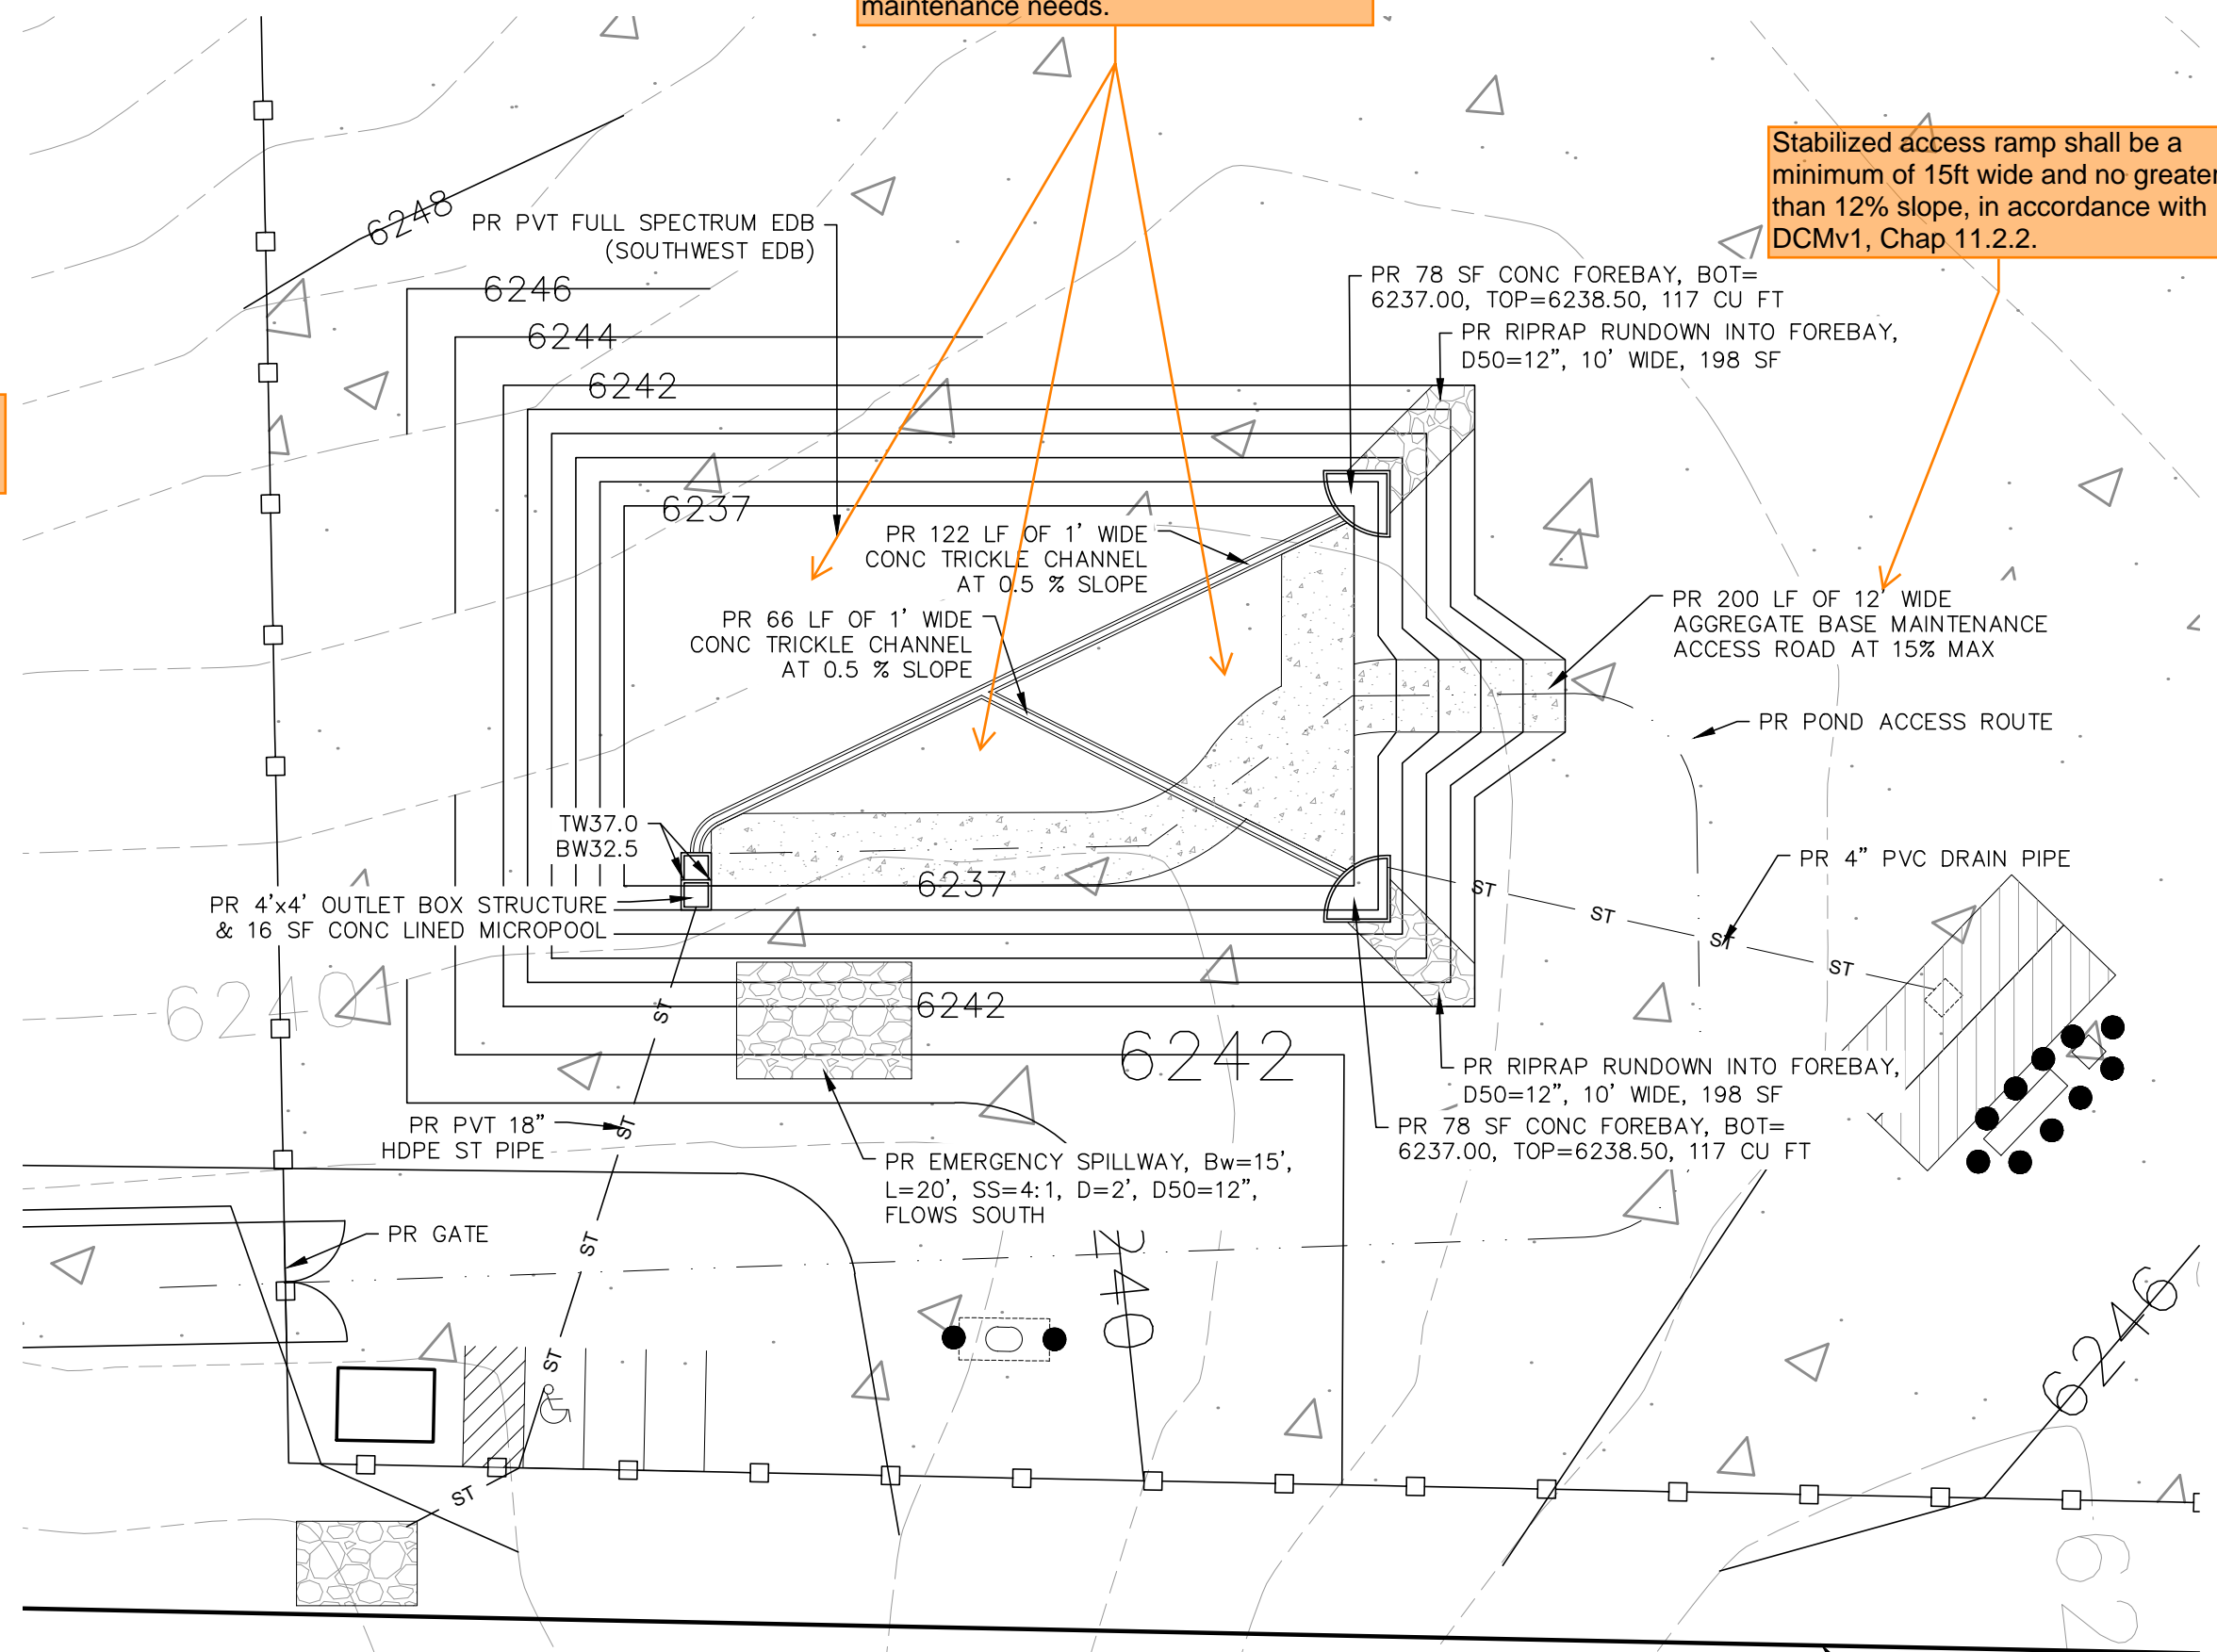 maintenance needs.
Stabilized access ramp shall be a
minimum of 15ft wide and no greater
than 12% slope, in accordance with
DCMv1, Chap 11.2.2.
6248
PR PVT FULL SPECTRUM EDB
(SOUTHWEST EDB)
6246
6244
6242
PR 78 SF CONC FOREBAY, BOT=
6237.00, TOP=6238.50, 117 CU FT
PR RIPRAP RUNDOWN INTO FOREBAY,
D50=12", 10' WIDE, 198 SF
6237
PR 122 LF OF 1' WIDE
CONC TRICKLE CHANNEL
AT 0.5 % SLOPE
PR 66 LF OF 1' WIDE
CONC TRICKLE CHANNEL
AT 0.5 % SLOPE
PR 200 LF OF 12' WIDE
AGGREGATE BASE MAINTENANCE
ACCESS ROAD AT 15% MAX
PR POND ACCESS ROUTE
TW37.0
BW32.5
PR 4" PVC DRAIN PIPE
6237
ST
ST
ST
ST
PR 4'x4' OUTLET BOX STRUCTURE
& 16 SF CONC LINED MICROPOOL
6240
6242
6242
ST
PR RIPRAP RUNDOWN INTO FOREBAY,
D50=12", 10' WIDE, 198 SF
PR 78 SF CONC FOREBAY, BOT=
6237.00, TOP=6238.50, 117 CU FT
PR PVT 18"
HDPE ST PIPE
ST
PR EMERGENCY SPILLWAY, Bw=15',
L=20', SS=4:1, D=2', D50=12",
FLOWS SOUTH
PR GATE
ST
240
6246
ST
ST
62